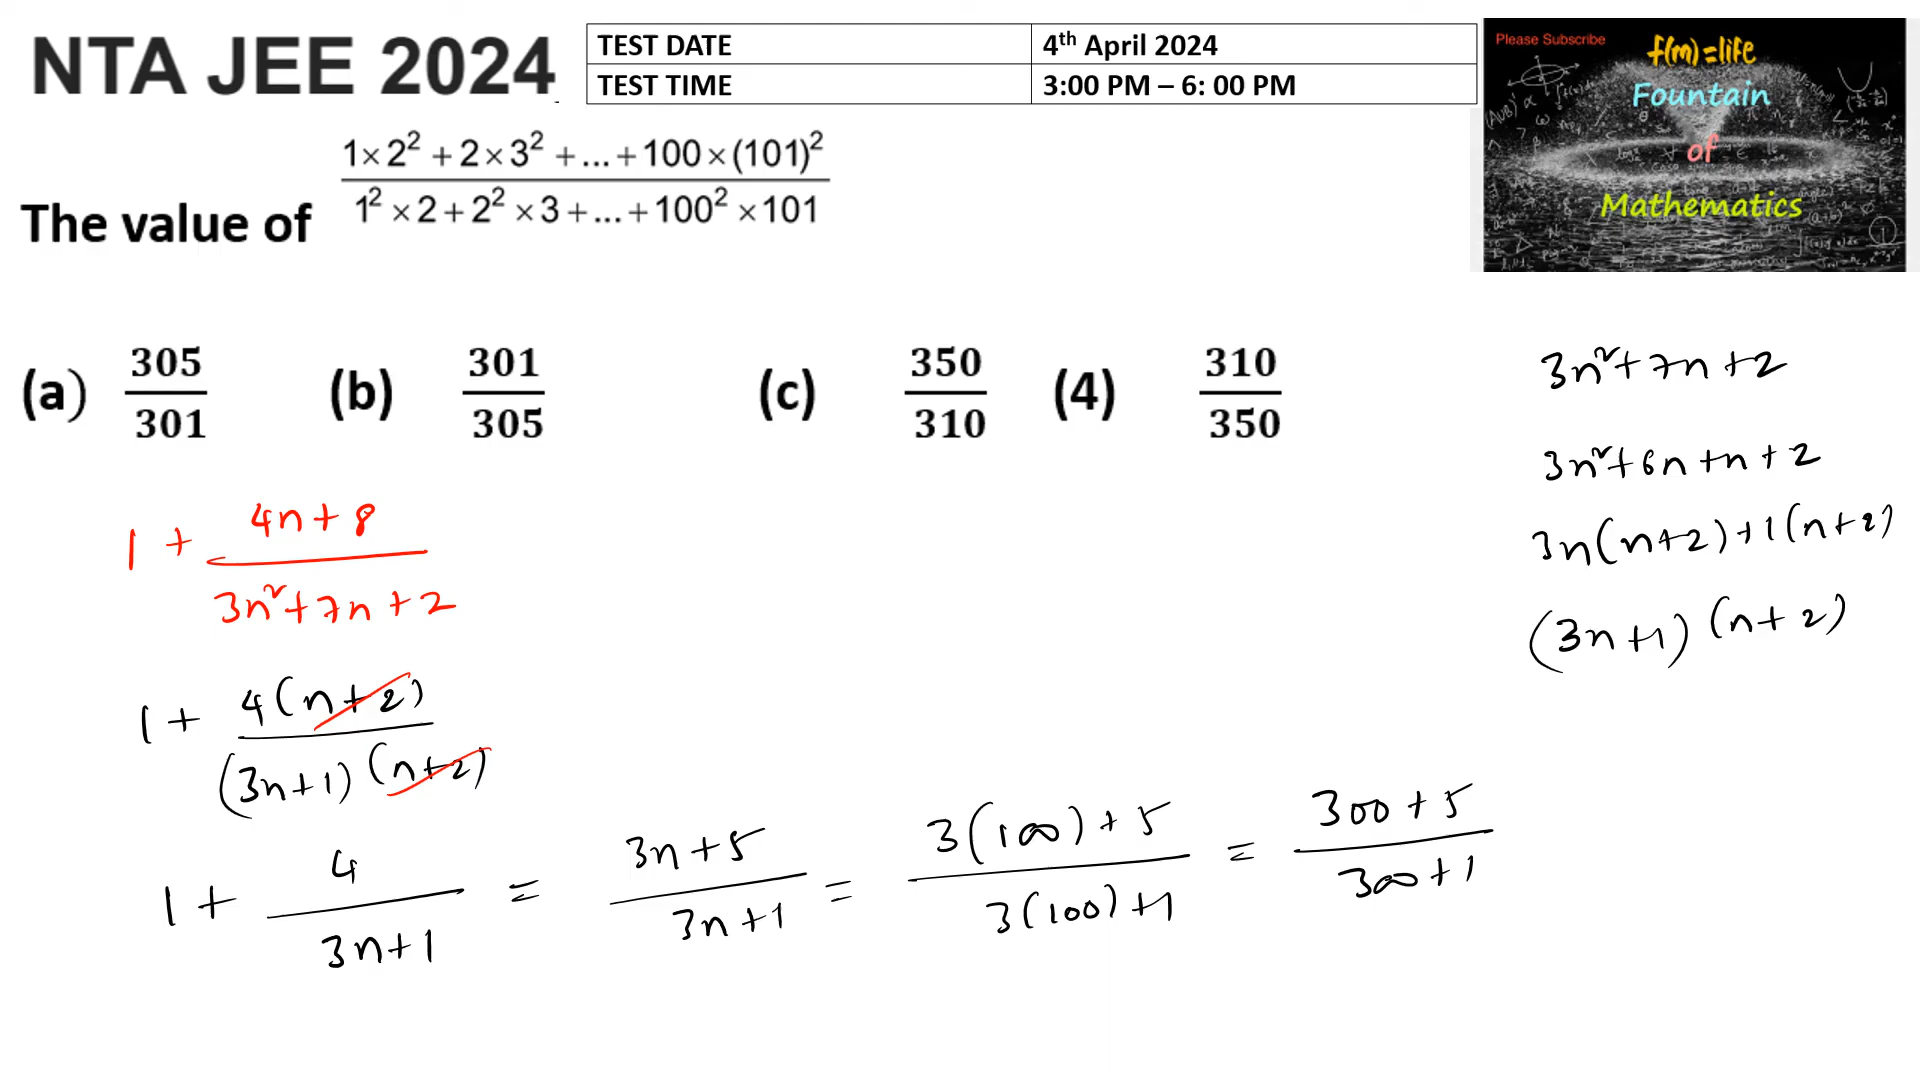 NTA JEE 2024
TEST DATE 4th April 2024
TEST TIME 3:00 PM – 6: 00 PM
Please Subscribe
f(m)=life
Fountain
of
Mathematics
The value of (1×2² + 2×3² + ... + 100×(101)²) / (1² ×2 + 2² ×3 + ... + 100² ×101)
(a) 305/301 (b) 301/305 (c) 350/310 (4) 310/350
1 + (4n+8)/(3n²+7n+2)
1 + 4(n+2)/((3n+1)(n+2))
1 + 4/(3n+1) = (3n+5)/(3n+1) = (3(100)+5)/(3(100)+1) = (300+5)/(300+1)
3n²+7n+2
3n²+6n+n+2
3n(n+2)+1(n+2)
(3n+1)(n+2)